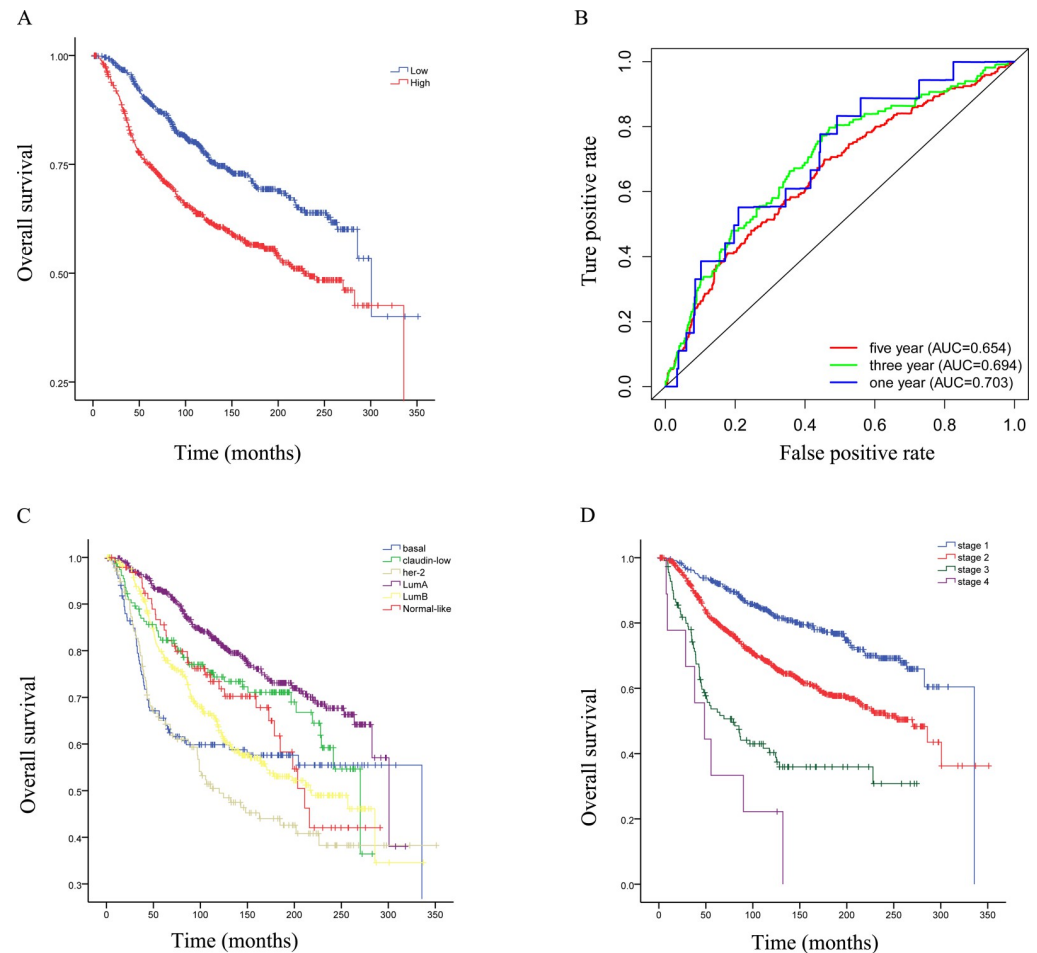 A
1.00
0.75
0.50
0.25
Overall survival
Low
High
0 50 100 150 200 250 300 350
Time (months)
B
1.0
0.8
0.6
0.4
0.2
0.0
Ture positive rate
five year (AUC=0.654)
three year (AUC=0.694)
one year (AUC=0.703)
0.0 0.2 0.4 0.6 0.8 1.0
False positive rate
C
1.0
0.9
0.8
0.7
0.6
0.5
0.4
0.3
Overall survival
basal
claudin-low
her-2
LumA
LumB
Normal-like
0 50 100 150 200 250 300 350
Time (months)
D
1.0
0.8
0.6
0.4
0.2
0.0
Overall survival
stage 1
stage 2
stage 3
stage 4
0 50 100 150 200 250 300 350
Time (months)